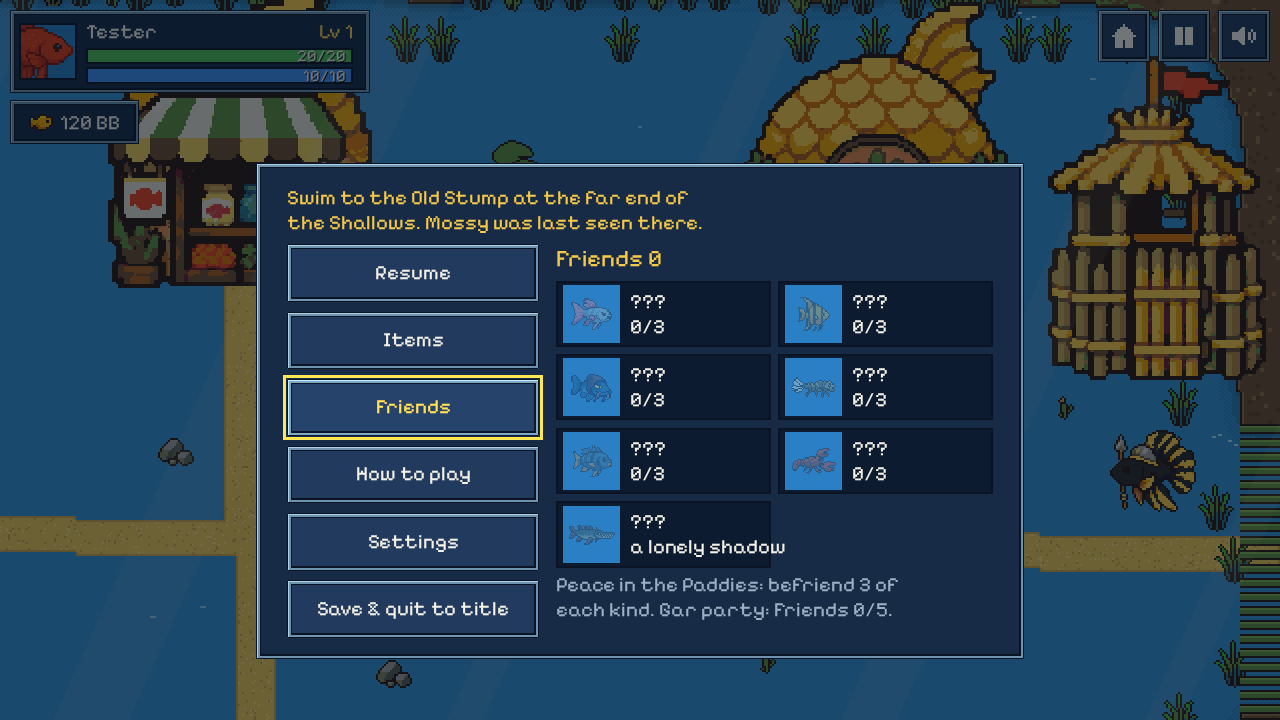 Tester Lv 1
20/20
10/10
120 BB
Swim to the Old Stump at the far end of
the Shallows. Mossy was last seen there.
Resume
Items
Friends
How to play
Settings
Save & quit to title
Friends 0
??? ???
0/3 0/3
??? ???
0/3 0/3
??? ???
0/3 0/3
???
a lonely shadow
Peace in the Paddies: befriend 3 of
each kind. Gar party: Friends 0/5.